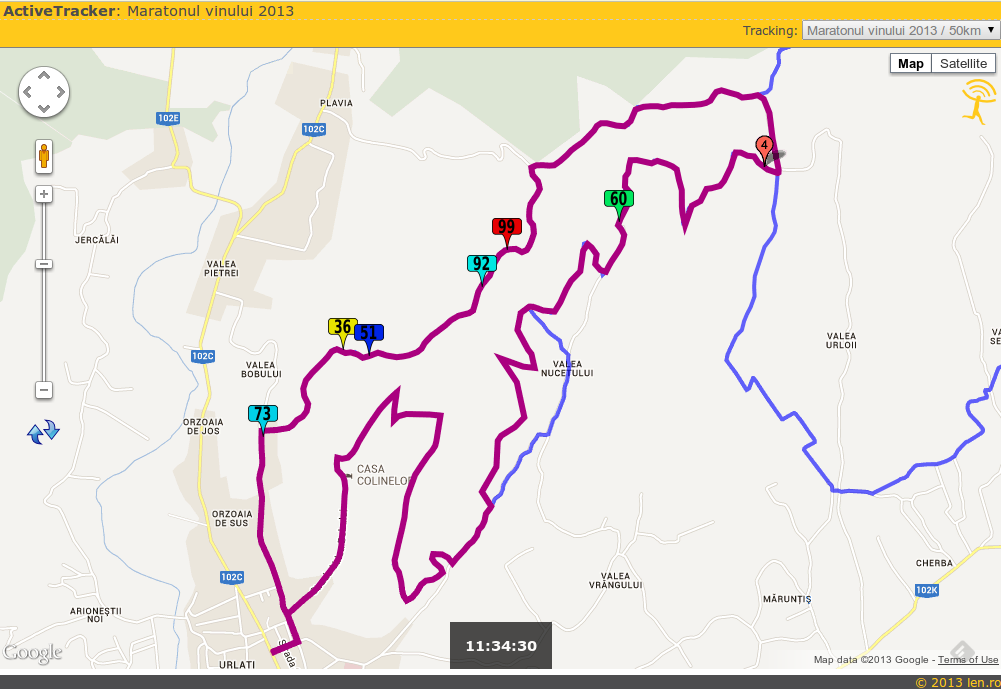 ActiveTracker: Maratonul vinului 2013
Tracking: Maratonul vinului 2013 / 50km
Map Satellite
PLAVIA
102E
102C
4
60
99
JERCĂLĂI
92
VALEA
PIETREI
36
51
102C
VALEA
BOBULUI
VALEA
NUCETULUI
VALEA
URLOII
VA
SE
73
ORZOAIA
DE JOS
CASA
COLINELOR
ORZOAIA
DE SUS
102C
CHERBA
VALEA
VRÂNGULUI
102K
MĂRUNȚIȘ
ARIONEȘTII
NOI
11:34:30
Google
URLAȚI
Map data ©2013 Google - Terms of Use
© 2013 len.ro